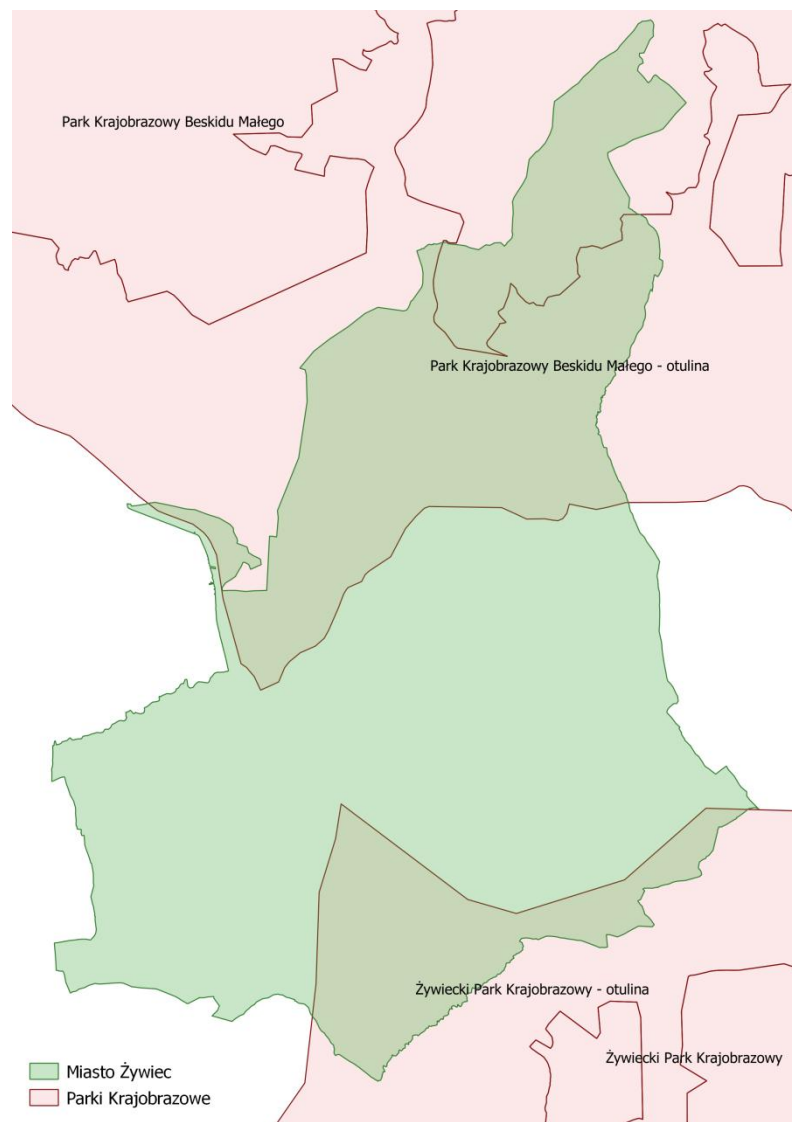 Park Krajobrazowy Beskidu Małego
Park Krajobrazowy Beskidu Małego - otulina
Żywiecki Park Krajobrazowy - otulina
Żywiecki Park Krajobrazowy
Miasto Żywiec
Parki Krajobrazowe